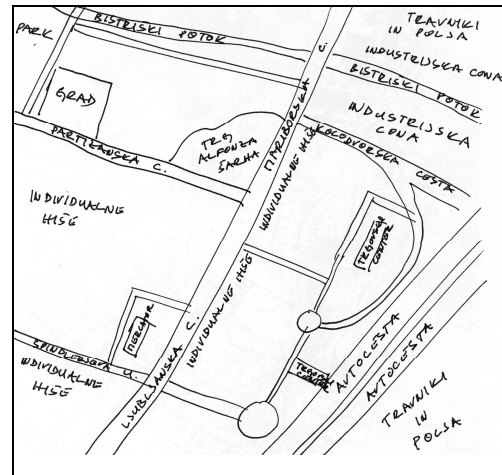 PARK
BISTRIŠKI POTOK
MARIBORSKA C.
TRAVNIKI
IN POLJA
INDUSTRIJSKA CONA
BISTRIŠKI POTOK
INDUSTRIJSKA
CONA
GRAD
PARTIZANSKA C.
TRG
ALFONZA
ŠARHA
KOLODVORSKA
CESTA
INDIVIDUALNE HIŠE
INDIVIDUALNE
HIŠE
TRGOVSKI
CENTER
MERCATOR
LJUBLJANSKA C.
INDIVIDUALNE HIŠE
ŠPINDLERJEVA U.
INDIVIDUALNE
HIŠE
TRGOVSKI
CENTER
AVTOCESTA
AVTOCESTA
TRAVNIKI
IN
POLJA